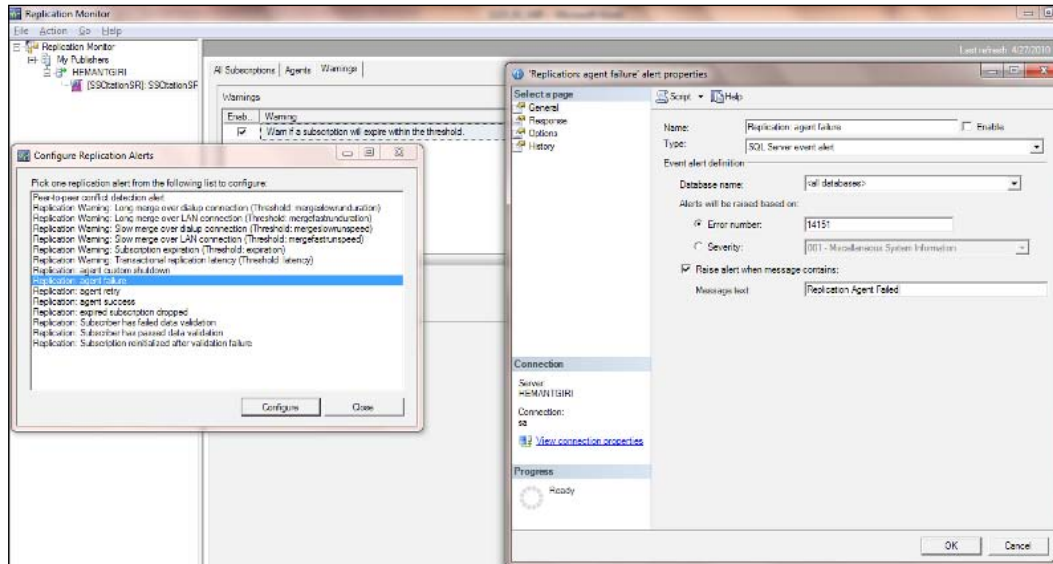 Replication Monitor
File Action Go Help
Replication Monitor
My Publishers
HEMANTGIRI
Last refresh: 4/27/2010
All Subscriptions Agents Warnings
Warnings
Enab... Warning
Warn if a subscription will expire within the threshold.
Configure Replication Alerts
Pick one replication alert from the following list to configure:
Peer-to-peer conflict detection alert
Replication Warning: Long merge over dialup connection (Threshold: mergeslowrunduration)
Replication Warning: Long merge over LAN connection (Threshold: mergefastrunduration)
Replication Warning: Slow merge over dialup connection (Threshold: mergeslowrunspeed)
Replication Warning: Slow merge over LAN connection (Threshold: mergefastrunspeed)
Replication Warning: Subscription expiration (Threshold: expiration)
Replication Warning: Transactional replication latency (Threshold: latency)
Replication: agent custom shutdown
Replication: agent failure
Replication: agent retry
Replication: agent success
Replication: expired subscription dropped
Replication: Subscriber has failed data validation
Replication: Subscriber has passed data validation
Replication: Subscription reinitialized after validation failure
Configure Close
'Replication: agent failure' alert properties
Select a page
General
Response
Options
History
Script Help
Name: Replication: agent failure Enable
Type: SQL Server event alert
Event alert definition
Database name: <all databases>
Alerts will be raised based on:
Error number: 14151
Severity: 001 - Miscellaneous System Information
Raise alert when message contains:
Message text: Replication Agent Failed
Connection
Server:
HEMANTGIRI
Connection:
sa
View connection properties
Progress
Ready
OK Cancel